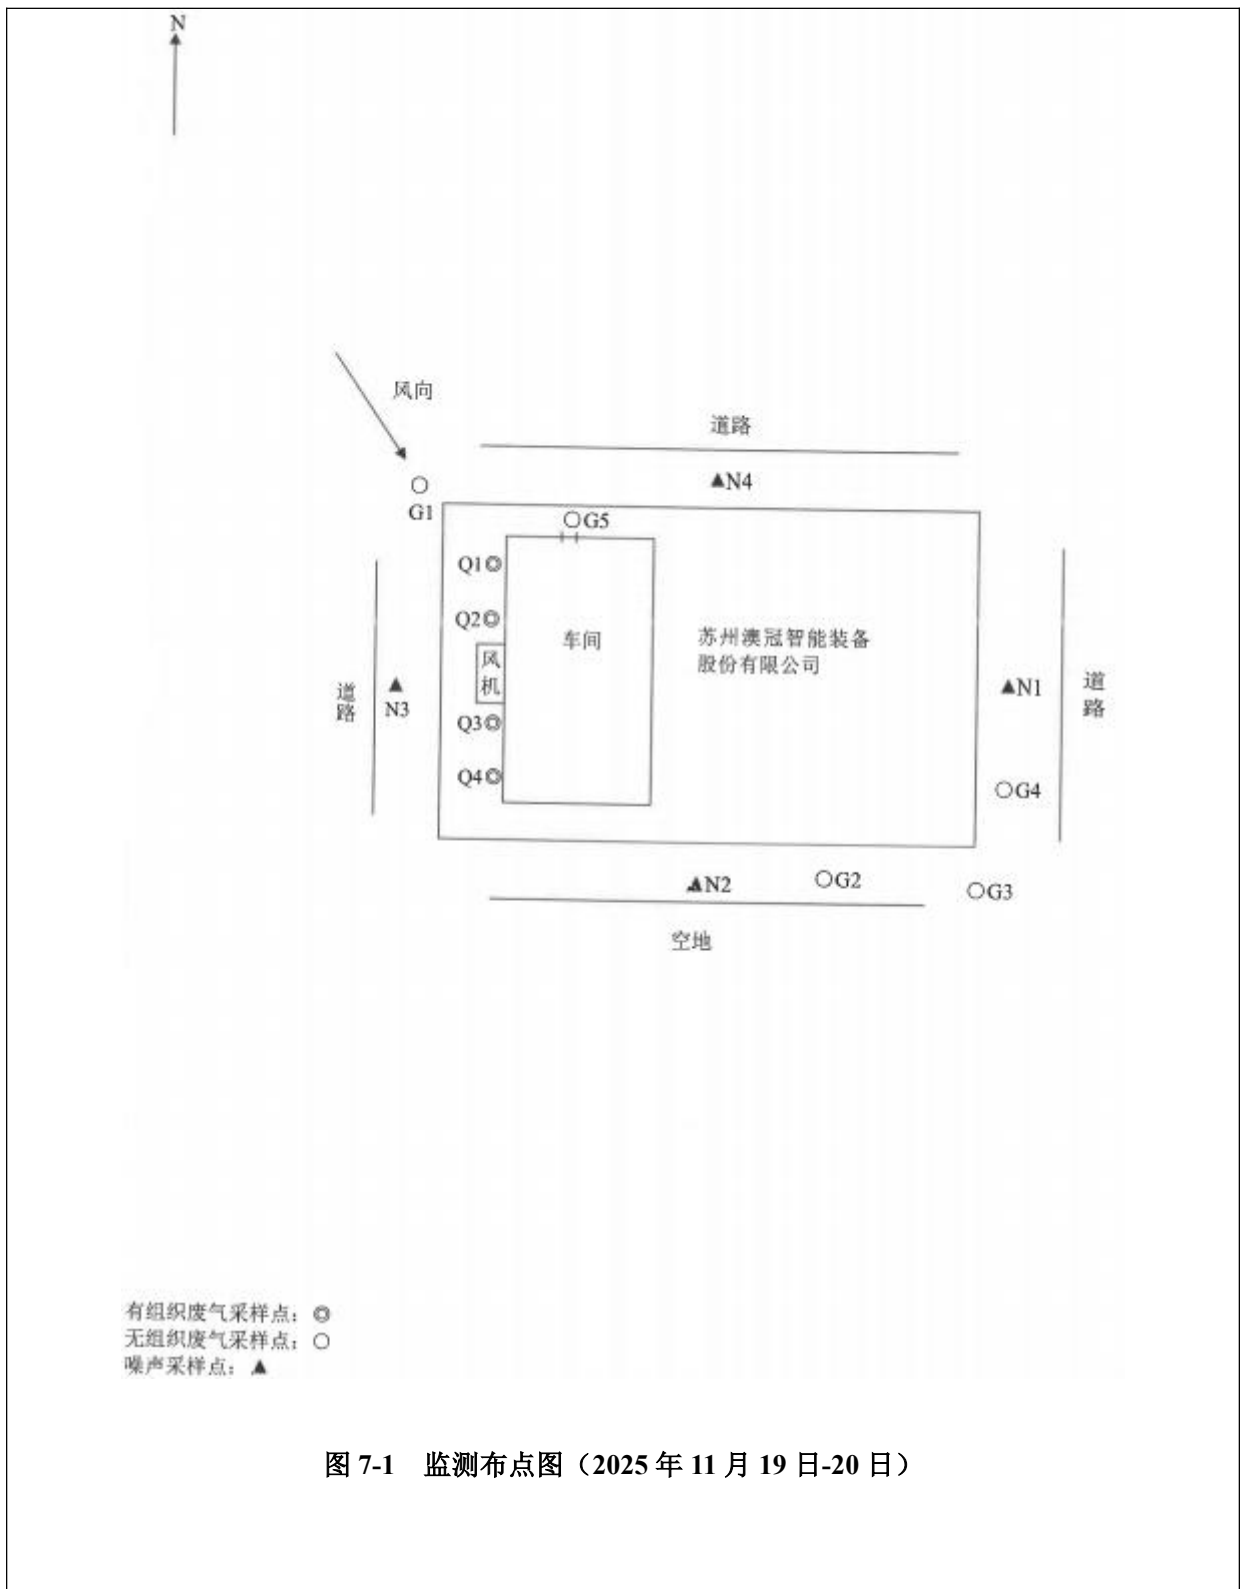 N
风向
道路
▲N4
G1
○G5
Q1◎
Q2◎
车间
苏州澳冠智能装备
股份有限公司
风机
道路
▲
N3
▲N1
道路
Q3◎
Q4◎
○G4
▲N2
○G2
○G3
空地
有组织废气采样点：◎
无组织废气采样点：○
噪声采样点：▲
图 7-1 监测布点图（2025 年 11 月 19 日-20 日）